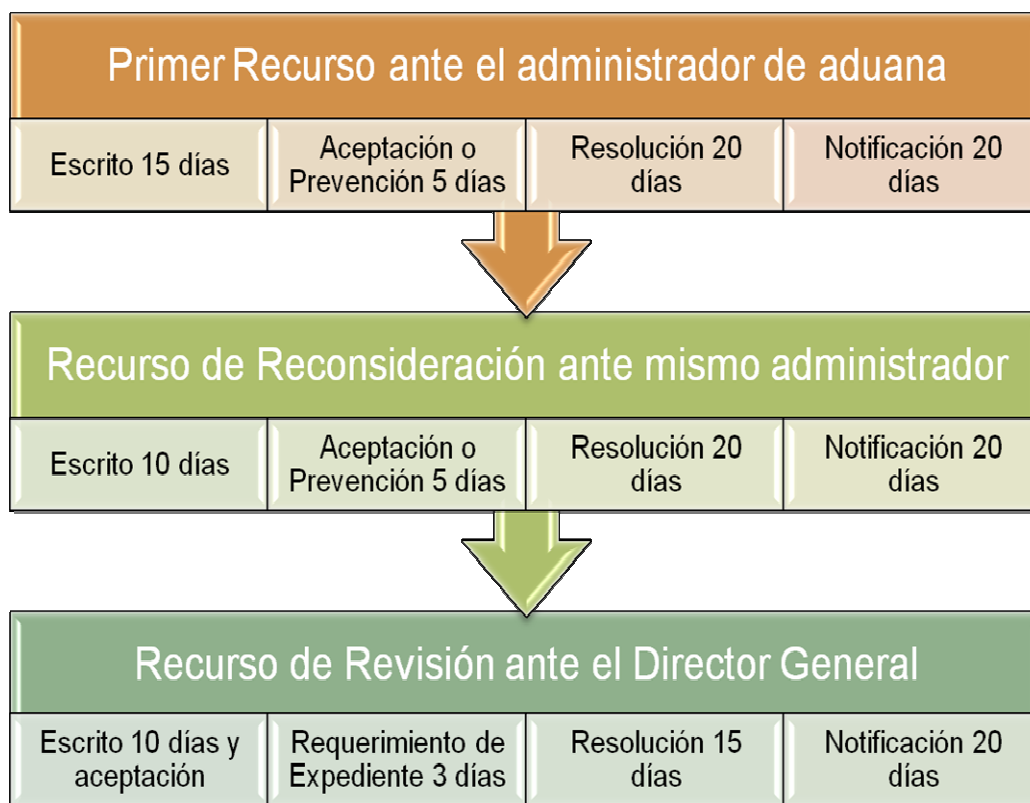 Primer Recurso ante el administrador de aduana
Escrito 15 días
Aceptación o
Prevención 5 días
Resolución 20
días
Notificación 20
días
Recurso de Reconsideración ante mismo administrador
Escrito 10 días
Aceptación o
Prevención 5 días
Resolución 20
días
Notificación 20
días
Recurso de Revisión ante el Director General
Escrito 10 días y
aceptación
Requerimiento de
Expediente 3 días
Resolución 15
días
Notificación 20
días